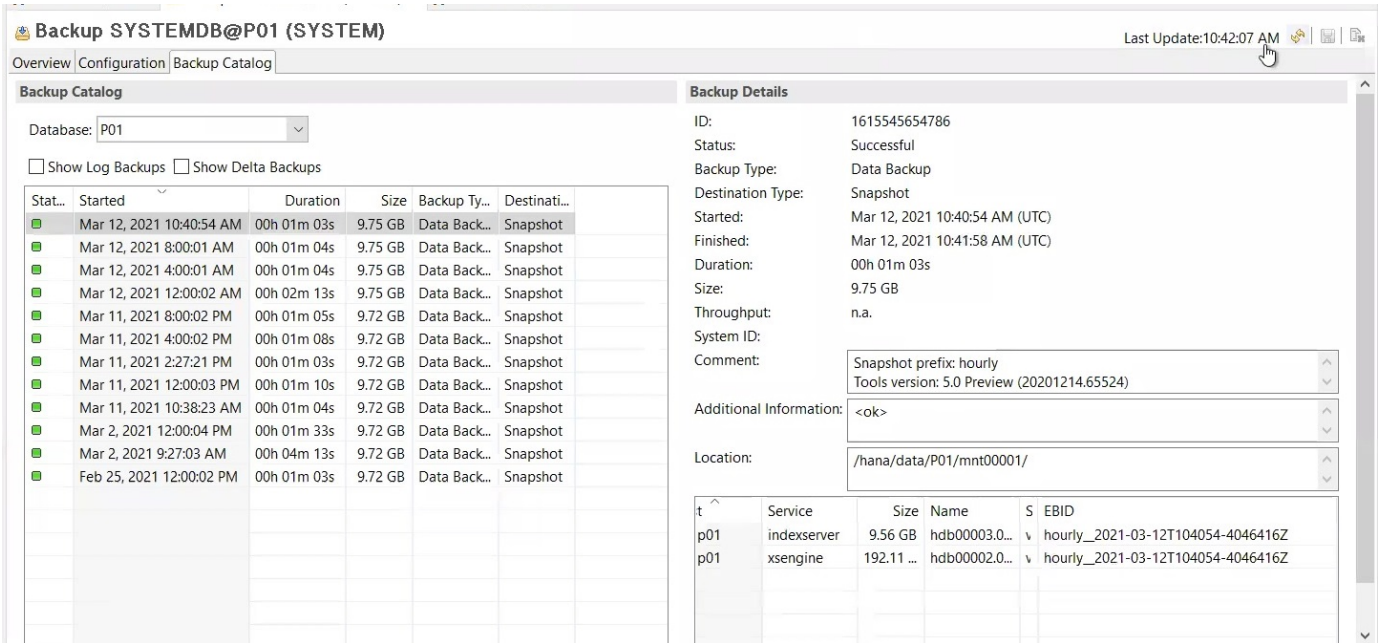 Backup SYSTEMDB@P01 (SYSTEM)
Last Update:10:42:07 AM
Overview Configuration Backup Catalog
Backup Catalog
Database: P01
Show Log Backups Show Delta Backups
Stat... Started Duration Size Backup Ty... Destinati...
Mar 12, 2021 10:40:54 AM 00h 01m 03s 9.75 GB Data Back... Snapshot
Mar 12, 2021 8:00:01 AM 00h 01m 04s 9.75 GB Data Back... Snapshot
Mar 12, 2021 4:00:01 AM 00h 01m 04s 9.75 GB Data Back... Snapshot
Mar 12, 2021 12:00:02 AM 00h 02m 13s 9.75 GB Data Back... Snapshot
Mar 11, 2021 8:00:02 PM 00h 01m 05s 9.72 GB Data Back... Snapshot
Mar 11, 2021 4:00:02 PM 00h 01m 08s 9.72 GB Data Back... Snapshot
Mar 11, 2021 2:27:21 PM 00h 01m 03s 9.72 GB Data Back... Snapshot
Mar 11, 2021 12:00:03 PM 00h 01m 10s 9.72 GB Data Back... Snapshot
Mar 11, 2021 10:38:23 AM 00h 01m 04s 9.72 GB Data Back... Snapshot
Mar 2, 2021 12:00:04 PM 00h 01m 33s 9.72 GB Data Back... Snapshot
Mar 2, 2021 9:27:03 AM 00h 04m 13s 9.72 GB Data Back... Snapshot
Feb 25, 2021 12:00:02 PM 00h 01m 03s 9.72 GB Data Back... Snapshot
Backup Details
ID: 1615545654786
Status: Successful
Backup Type: Data Backup
Destination Type: Snapshot
Started: Mar 12, 2021 10:40:54 AM (UTC)
Finished: Mar 12, 2021 10:41:58 AM (UTC)
Duration: 00h 01m 03s
Size: 9.75 GB
Throughput: n.a.
System ID:
Comment: Snapshot prefix: hourly
Tools version: 5.0 Preview (20201214.65524)
Additional Information: <ok>
Location: /hana/data/P01/mnt00001/
:t Service Size Name S EBID
p01 indexserver 9.56 GB hdb00003.0... hourly__2021-03-12T104054-4046416Z
p01 xsengine 192.11 ... hdb00002.0... hourly__2021-03-12T104054-4046416Z